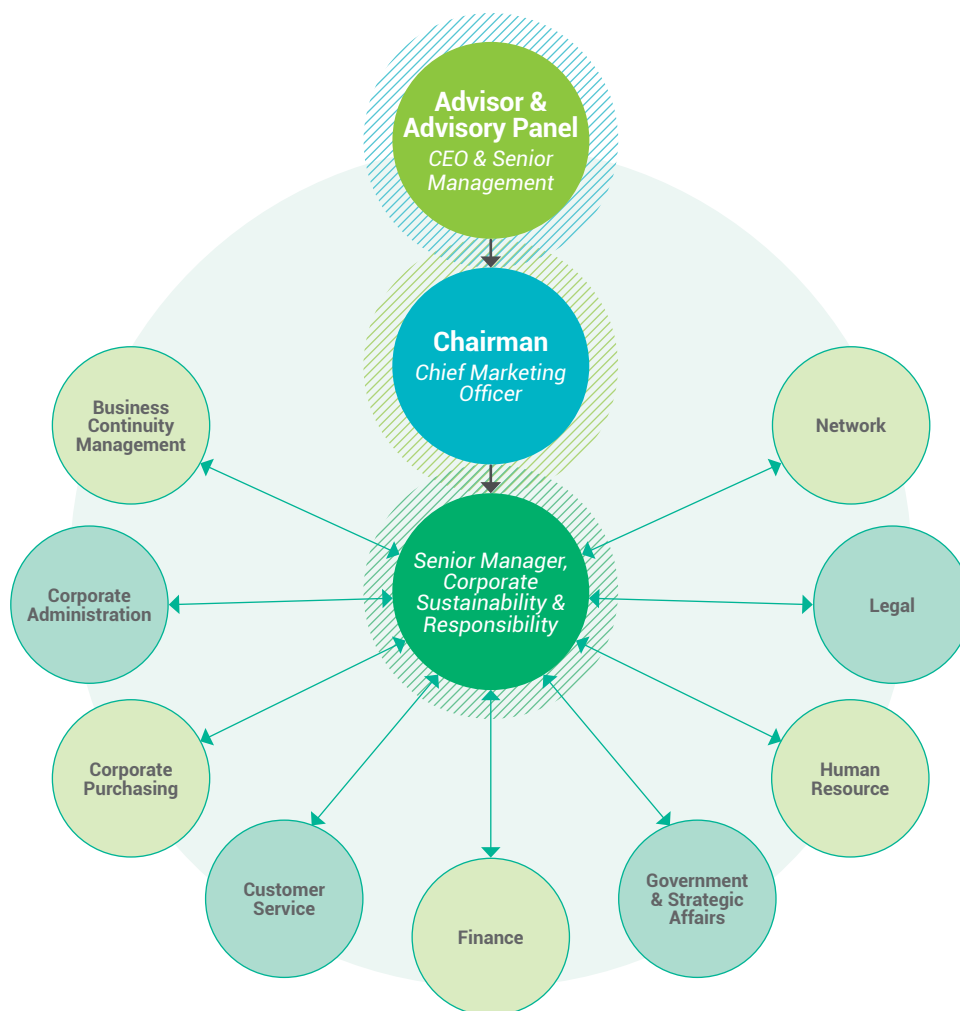 Advisor &
Advisory Panel
CEO & Senior
Management
Chairman
Chief Marketing
Officer
Business
Continuity
Management
Network
Senior Manager,
Corporate
Sustainability &
Responsibility
Corporate
Administration
Legal
Corporate
Purchasing
Human
Resource
Customer
Service
Finance
Government
& Strategic
Affairs